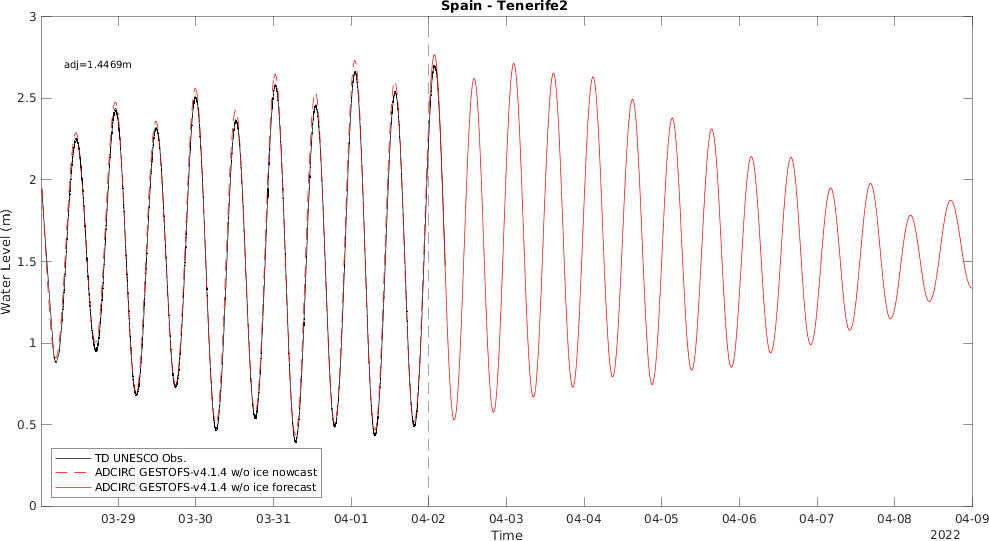 Spain - Tenerife2
3
adj=1.4469m
2.5
2
1.5
1
0.5
0
Water Level (m)
TD UNESCO Obs.
ADCIRC GESTOFS-v4.1.4 w/o ice nowcast
ADCIRC GESTOFS-v4.1.4 w/o ice forecast
03-29 03-30 03-31 04-01 04-02 04-03 04-04 04-05 04-06 04-07 04-08 04-09
Time
2022